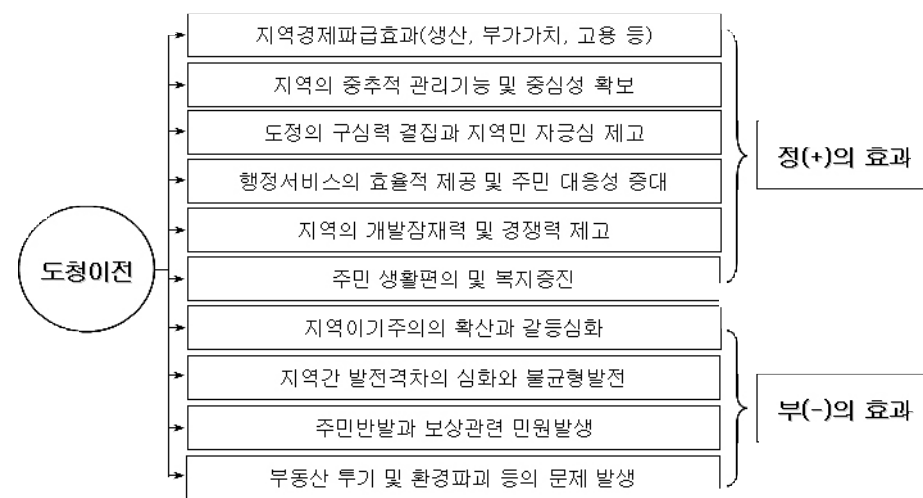 지역경제파급효과(생산, 부가가치, 고용 등)
지역의 중추적 관리기능 및 중심성 확보
도정의 구심력 결집과 지역민 자긍심 제고
행정서비스의 효율적 제공 및 주민 대응성 증대
지역의 개발잠재력 및 경쟁력 제고
주민 생활편의 및 복지증진
정(+)의 효과
도청이전
지역이기주의의 확산과 갈등심화
지역간 발전격차의 심화와 불균형발전
주민반발과 보상관련 민원발생
부동산 투기 및 환경파괴 등의 문제 발생
부(-)의 효과